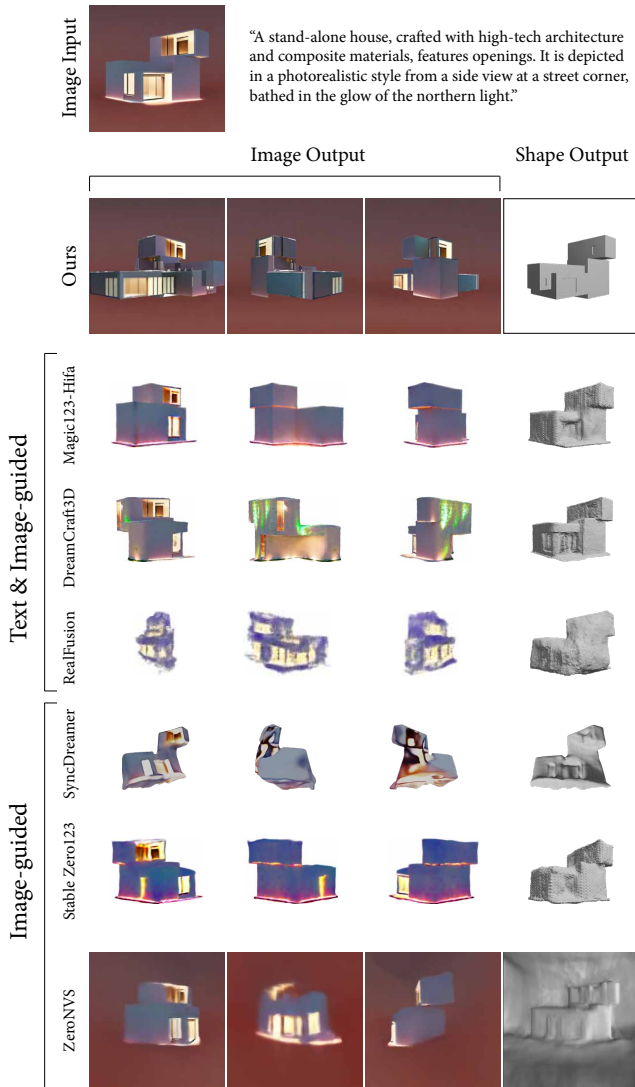 Image Input
“A stand-alone house, crafted with high-tech architecture
and composite materials, features openings. It is depicted
in a photorealistic style from a side view at a street corner,
bathed in the glow of the northern light.”
Image Output
Shape Output
Ours
Text & Image-guided
Magic123-Hifa
DreamCraft3D
RealFusion
Image-guided
SyncDreamer
Stable Zero123
ZeroNVS